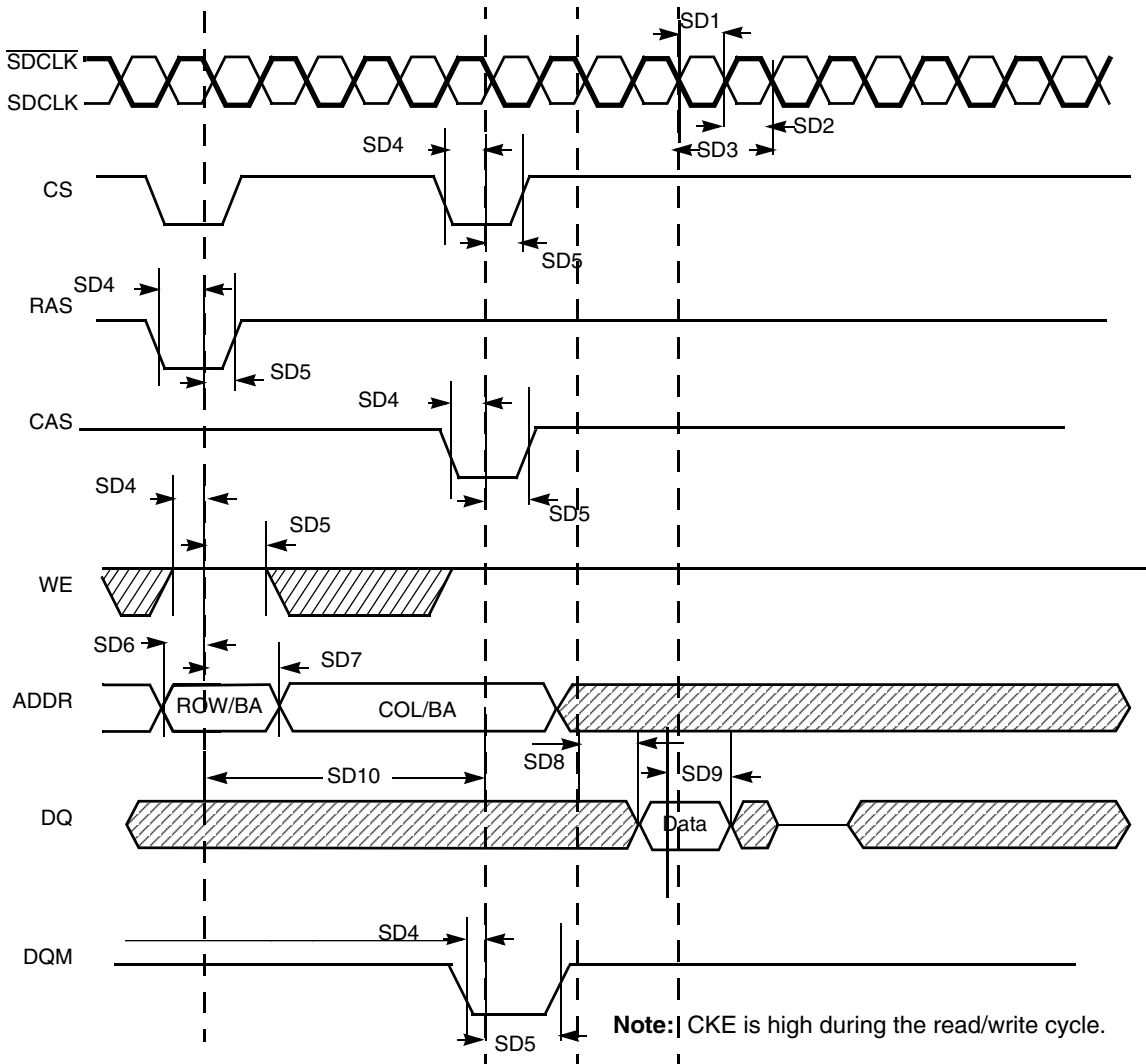 SD1
SDCLK
SDCLK
SD2
SD4
SD3
CS
SD5
SD4
RAS
SD5
SD4
CAS
SD4
SD5
SD5
WE
SD6
SD7
ADDR
ROW/BA
COL/BA
SD8
SD10
SD9
DQ
Data
SD4
DQM
Note: CKE is high during the read/write cycle.
SD5